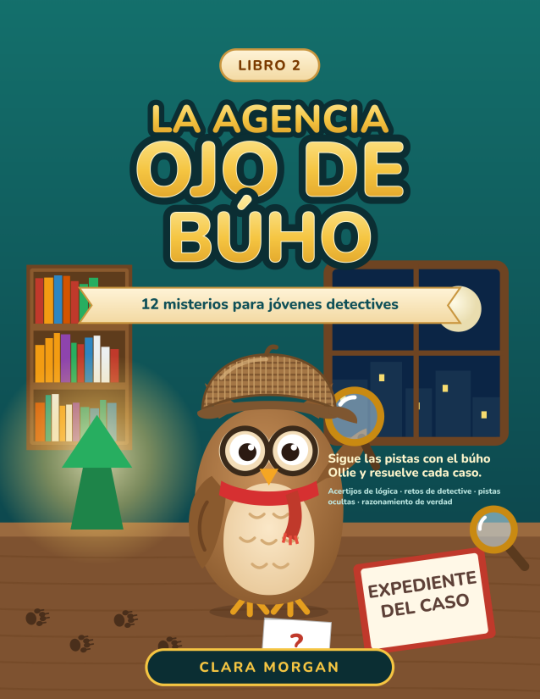 LIBRO 2
LA AGENCIA
OJO DE
BÚHO
12 misterios para jóvenes detectives
Sigue las pistas con el búho
Ollie y resuelve cada caso.
Acertijos de lógica · retos de detective · pistas
ocultas · razonamiento de verdad
EXPEDIENTE
DEL CASO
?
CLARA MORGAN